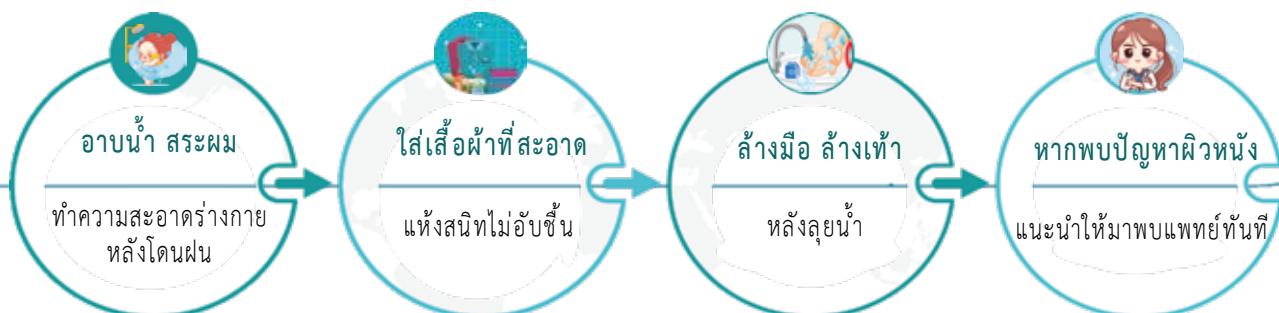 อาบน้ำ สระผม
ทำความสะอาดร่างกาย
หลังโดนฝน
ใส่เสื้อผ้าที่สะอาด
แห้งสนิทไม่อับชื้น
ล้างมือ ล้างเท้า
หลังลุยน้ำ
หากพบปัญหาผิวหนัง
แนะนำให้มาพบแพทย์ทันที